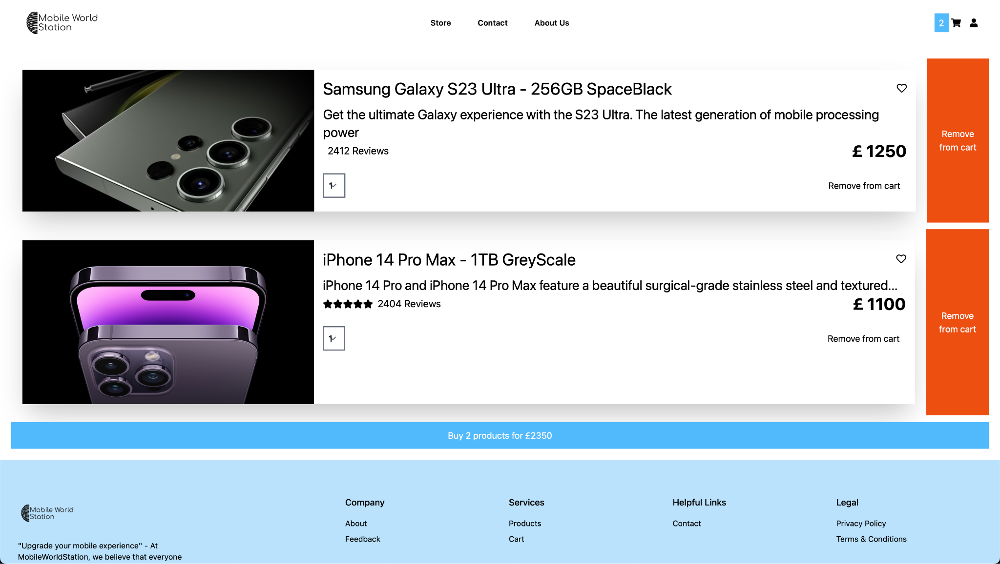 Mobile World
Station
Store
Contact
About Us
2
Samsung Galaxy S23 Ultra - 256GB SpaceBlack
Get the ultimate Galaxy experience with the S23 Ultra. The latest generation of mobile processing
power
2412 Reviews
£ 1250
1
Remove from cart
Remove
from cart
iPhone 14 Pro Max - 1TB GreyScale
iPhone 14 Pro and iPhone 14 Pro Max feature a beautiful surgical-grade stainless steel and textured...
2404 Reviews
£ 1100
1
Remove from cart
Remove
from cart
Buy 2 products for £2350
Mobile World
Station
"Upgrade your mobile experience" - At
MobileWorldStation, we believe that everyone
Company
About
Feedback
Services
Products
Cart
Helpful Links
Contact
Legal
Privacy Policy
Terms & Conditions